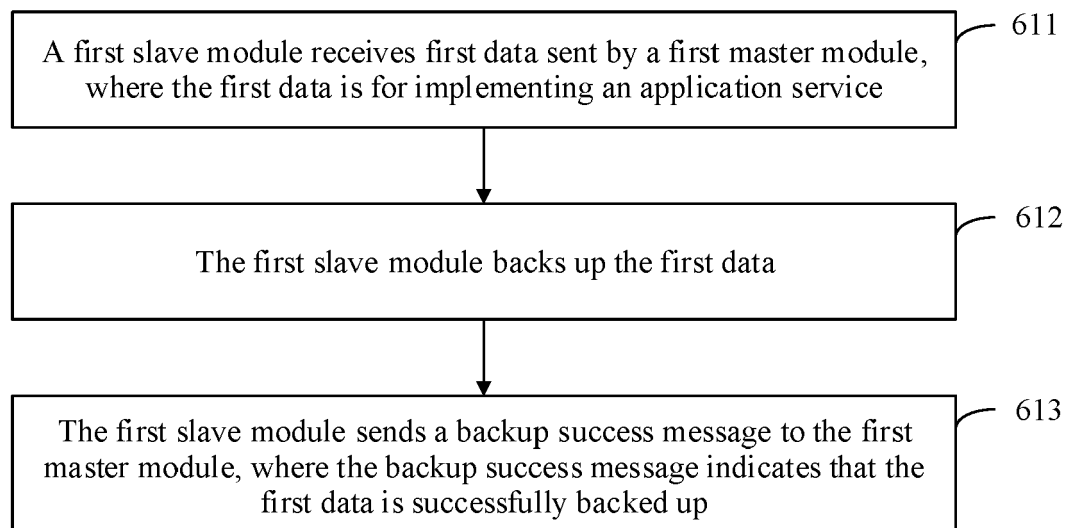 A first slave module receives first data sent by a first master module,
where the first data is for implementing an application service
611
The first slave module backs up the first data
612
The first slave module sends a backup success message to the first
master module, where the backup success message indicates that the
first data is successfully backed up
613